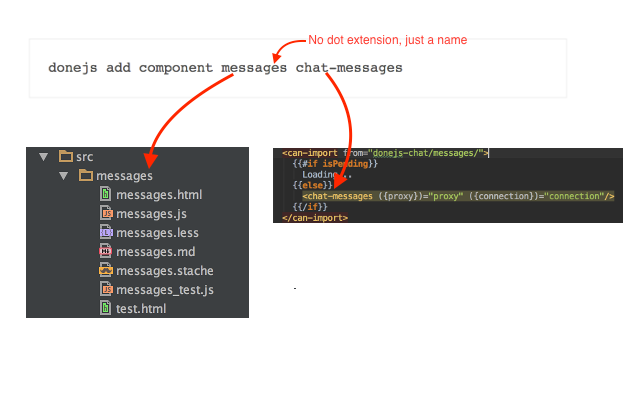 No dot extension, just a name
donejs add component messages chat-messages
src
messages
messages.html
messages.js
messages.less
messages.md
messages.stache
messages_test.js
test.html
<can-import from="donejs-chat/messages/">
{{#if isPending}}
Loading...
{{else}}
<chat-messages ({proxy})="proxy" ({connection})="connection"/>
{{/if}}
</can-import>